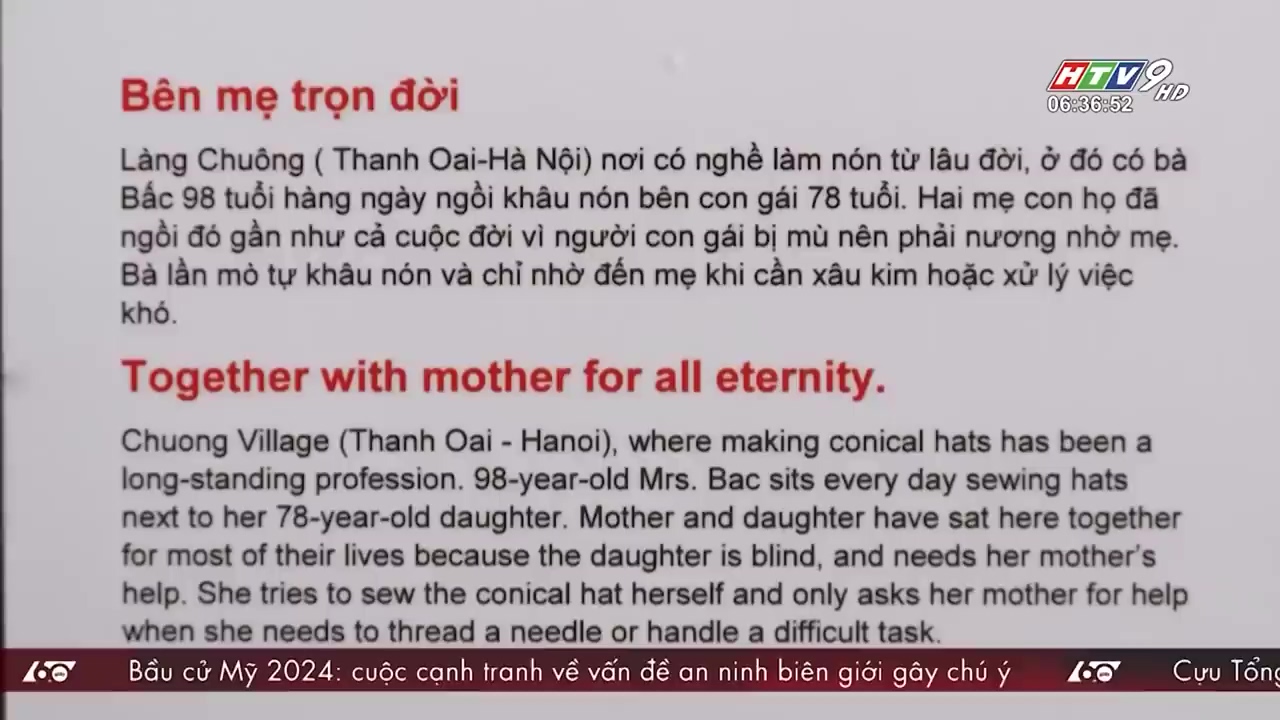 HTV9 HD
06:36:52
Bên mẹ trọn đời
Làng Chuông ( Thanh Oai-Hà Nội) nơi có nghề làm nón từ lâu đời, ở đó có bà
Bắc 98 tuổi hàng ngày ngồi khâu nón bên con gái 78 tuổi. Hai mẹ con họ đã
ngồi đó gần như cả cuộc đời vì người con gái bị mù nên phải nương nhờ mẹ.
Bà lần mò tự khâu nón và chỉ nhờ đến mẹ khi cần xâu kim hoặc xử lý việc
khó.
Together with mother for all eternity.
Chuong Village (Thanh Oai - Hanoi), where making conical hats has been a
long-standing profession. 98-year-old Mrs. Bac sits every day sewing hats
next to her 78-year-old daughter. Mother and daughter have sat here together
for most of their lives because the daughter is blind, and needs her mother's
help. She tries to sew the conical hat herself and only asks her mother for help
when she needs to thread a needle or handle a difficult task.
60 giây Bầu cử Mỹ 2024: cuộc cạnh tranh về vấn đề an ninh biên giới gây chú ý 60 giây Cựu Tổng